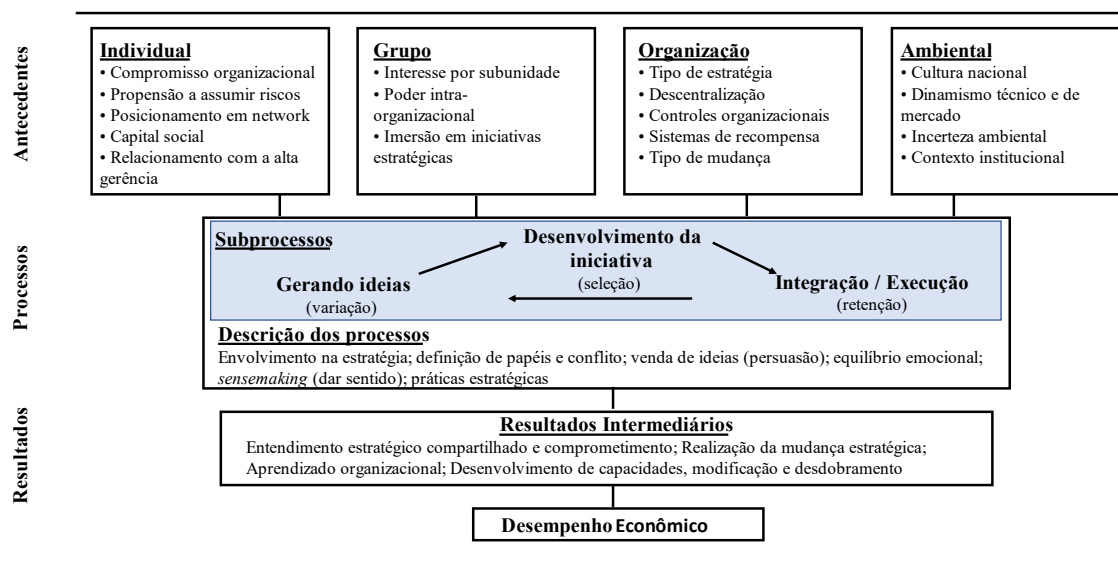 Antecedentes
Individual
• Compromisso organizacional
• Propensão a assumir riscos
• Posicionamento em network
• Capital social
• Relacionamento com a alta
gerência
Grupo
• Interesse por subunidade
• Poder intra-
organizacional
• Imersão em iniciativas
estratégicas
Organização
• Tipo de estratégia
• Descentralização
• Controles organizacionais
• Sistemas de recompensa
• Tipo de mudança
Ambiental
• Cultura nacional
• Dinamismo técnico e de
mercado
• Incerteza ambiental
• Contexto institucional
Processos
Subprocessos
Gerando ideias
(variação)
Desenvolvimento da
iniciativa
(seleção)
Integração / Execução
(retenção)
Descrição dos processos
Envolvimento na estratégia; definição de papéis e conflito; venda de ideias (persuasão); equilíbrio emocional;
sensemaking (dar sentido); práticas estratégicas
Resultados
Resultados Intermediários
Entendimento estratégico compartilhado e comprometimento; Realização da mudança estratégica;
Aprendizado organizacional; Desenvolvimento de capacidades, modificação e desdobramento
Desempenho Econômico